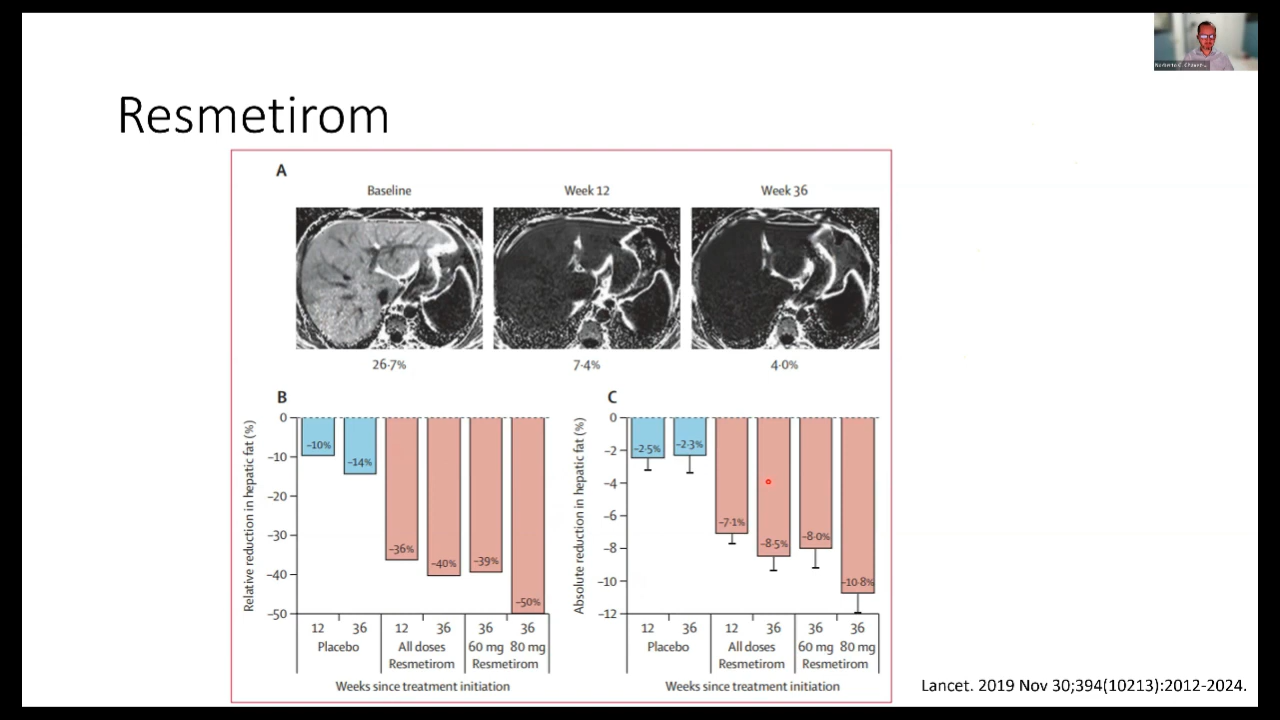 Resmetirom
A
Baseline
Week 12
Week 36
26·7%
7·4%
4·0%
B
Relative reduction in hepatic fat (%)
0
−10
−20
−30
−40
−50
−10%
−14%
−36%
−40%
−39%
−50%
12 36 12 36 36 36
Placebo All doses 60 mg 80 mg
Resmetirom Resmetirom
Weeks since treatment initiation
C
Absolute reduction in hepatic fat (%)
0
−2
−4
−6
−8
−10
−12
−2·5%
−2·3%
−7·1%
−8·5%
−8·0%
−10·8%
12 36 12 36 36 36
Placebo All doses 60 mg 80 mg
Resmetirom Resmetirom
Weeks since treatment initiation
Lancet. 2019 Nov 30;394(10213):2012-2024.